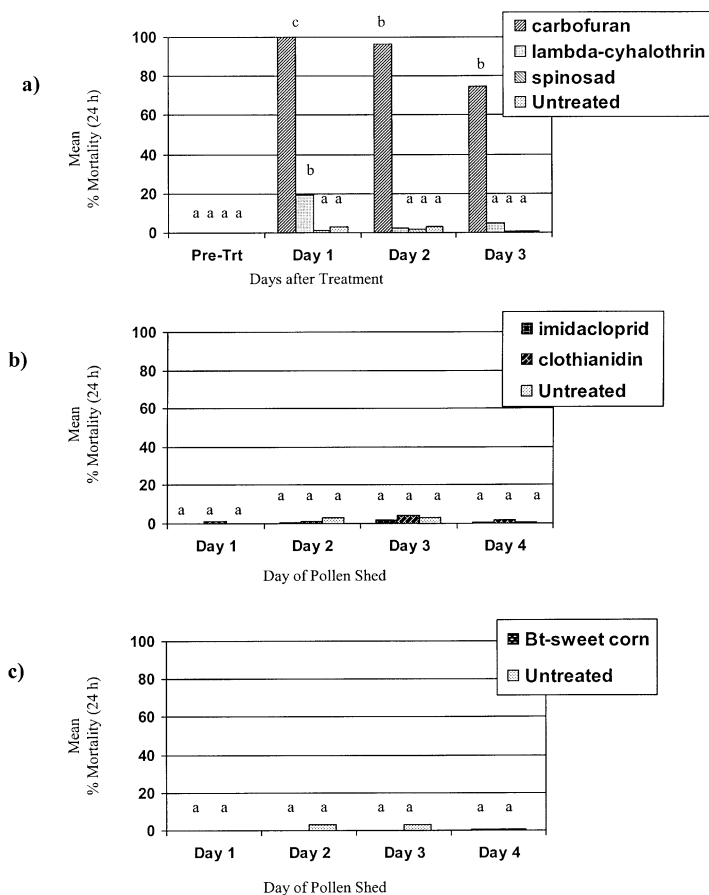 a)
Mean
% Mortality (24 h)
100
80
60
40
20
0
c
b
b
b
a a
a a a a
a a a
a a a
carbofuran
lambda-cyhalothrin
spinosad
Untreated
Pre-Trt Day 1 Day 2 Day 3
Days after Treatment
b)
Mean
% Mortality (24 h)
100
80
60
40
20
0
imidacloprid
clothianidin
Untreated
a a a
a a a
a a a
a a a
Day 1 Day 2 Day 3 Day 4
Day of Pollen Shed
c)
Mean
% Mortality (24 h)
100
80
60
40
20
0
Bt-sweet corn
Untreated
a a a a a a a a
Day 1 Day 2 Day 3 Day 4
Day of Pollen Shed